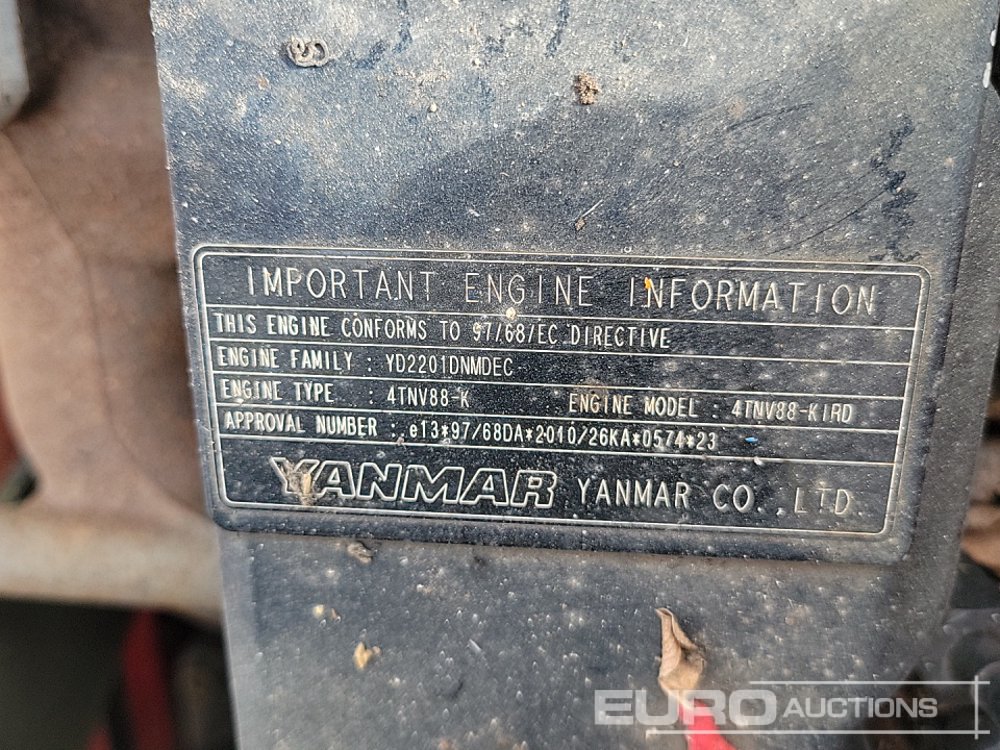 IMPORTANT ENGINE INFORMATION
THIS ENGINE CONFORMS TO 97/68/EC DIRECTIVE
ENGINE FAMILY : YD2201DNMDEC
ENGINE TYPE : 4TNV88-K ENGINE MODEL : 4TNV88-KIRD
APPROVAL NUMBER : e13*97/68DA*2010/26KA*0574*23
YANMAR YANMAR CO.,LTD.
EURO AUCTIONS